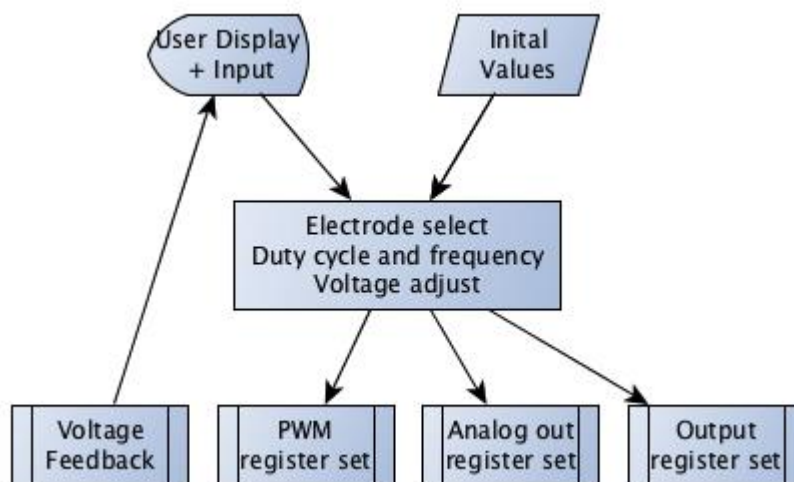 User Display
+ Input
Inital
Values
Electrode select
Duty cycle and frequency
Voltage adjust
Voltage
Feedback
PWM
register set
Analog out
register set
Output
register set